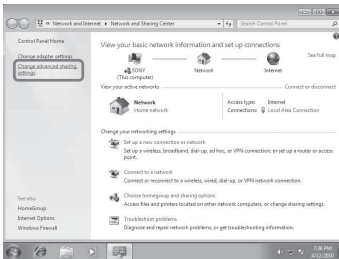 Network and Internet ▸ Network and Sharing Center
Search Control Panel
Control Panel Home
Change adapter settings
Change advanced sharing
settings
See also
HomeGroup
Internet Options
Windows Firewall
View your basic network information and set up connections
See full map
SONY
(This computer)
Network
Internet
View your active networks
Connect or disconnect
Network
Home network
Access type: Internet
Connections: Local Area Connection
Change your networking settings
Set up a new connection or network
Set up a wireless, broadband, dial-up, ad hoc, or VPN connection; or set up a router or access
point.
Connect to a network
Connect or reconnect to a wireless, wired, dial-up, or VPN network connection.
Choose homegroup and sharing options
Access files and printers located on other network computers, or change sharing settings.
Troubleshoot problems
Diagnose and repair network problems, or get troubleshooting information.
7:36 PM
4/12/2010